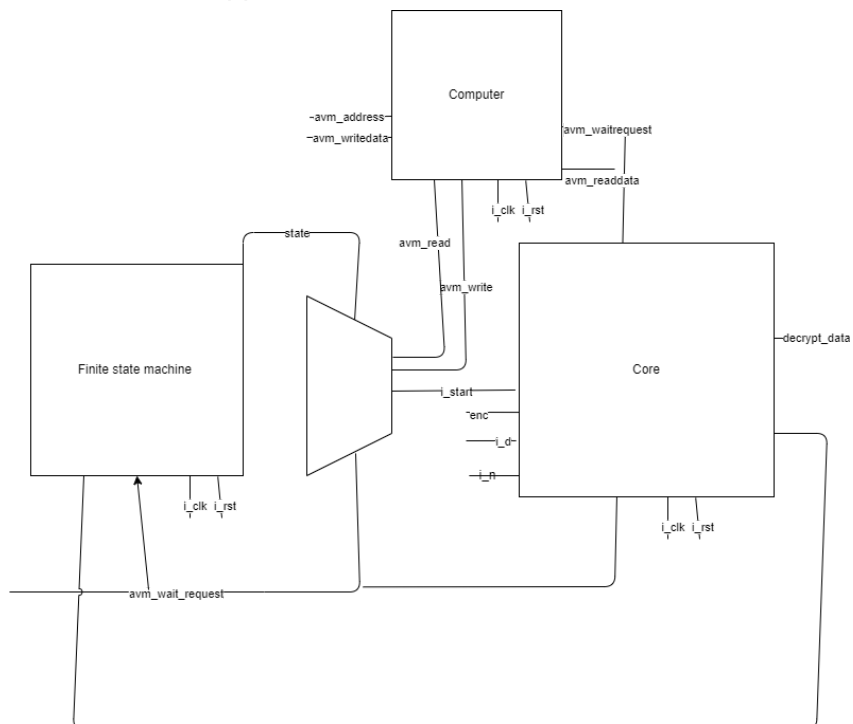 Computer
avm_address
avm_writedata
avm_waitrequest
avm_readdata
i_clk
i_rst
state
avm_read
avm_write
Finite state machine
Core
decrypt_data
i_start
enc
i_d
i_n
i_clk
i_rst
i_clk
i_rst
avm_wait_request